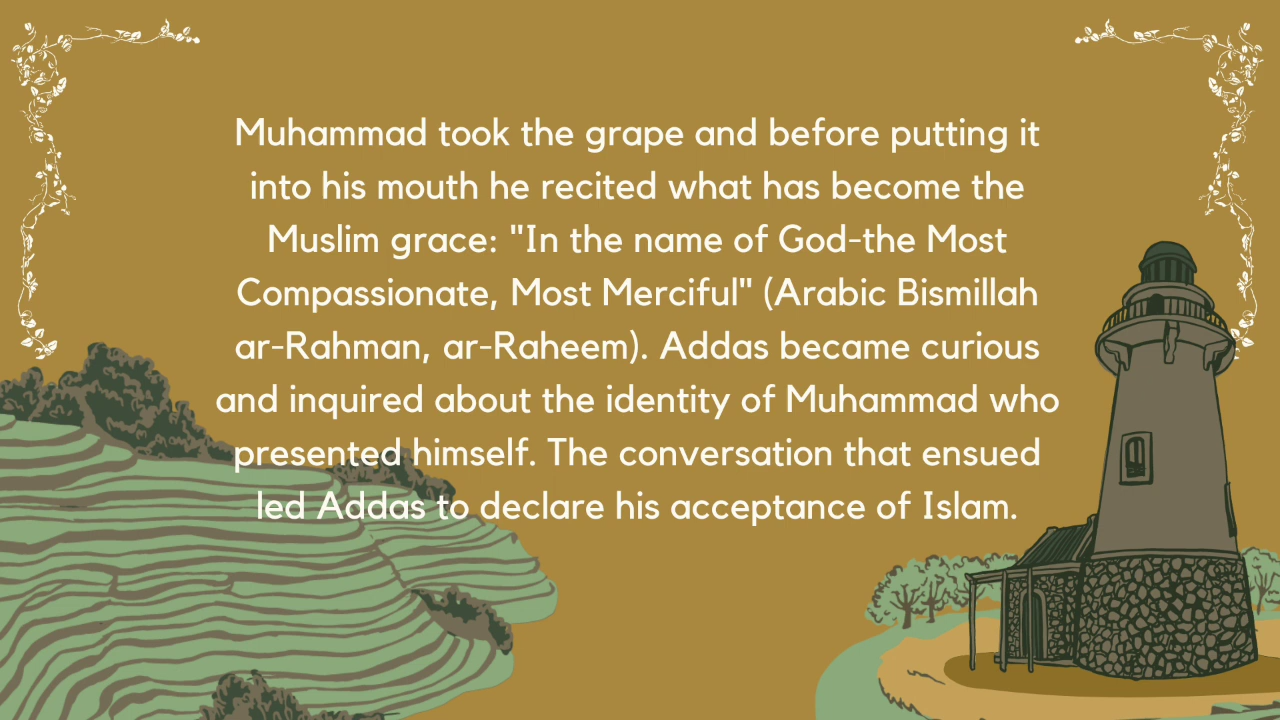 Muhammad took the grape and before putting it
into his mouth he recited what has become the
Muslim grace: "In the name of God-the Most
Compassionate, Most Merciful" (Arabic Bismillah
ar-Rahman, ar-Raheem). Addas became curious
and inquired about the identity of Muhammad who
presented himself. The conversation that ensued
led Addas to declare his acceptance of Islam.